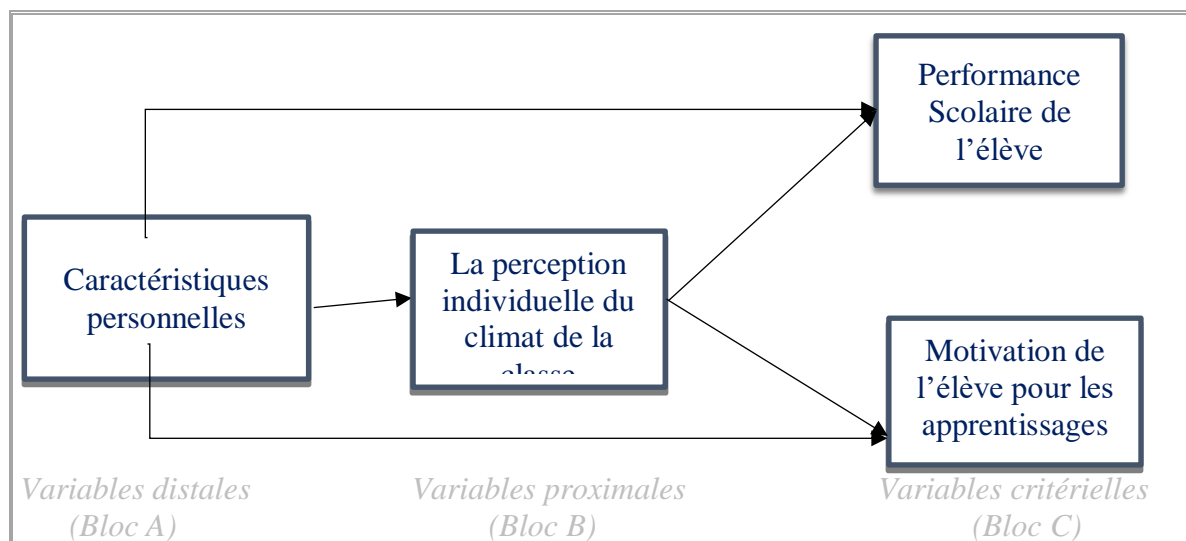 Performance
Scolaire de
l’élève
Caractéristiques
personnelles
La perception
individuelle du
climat de la
classe
Motivation de
l’élève pour les
apprentissages
Variables distales
(Bloc A)
Variables proximales
(Bloc B)
Variables critérielles
(Bloc C)